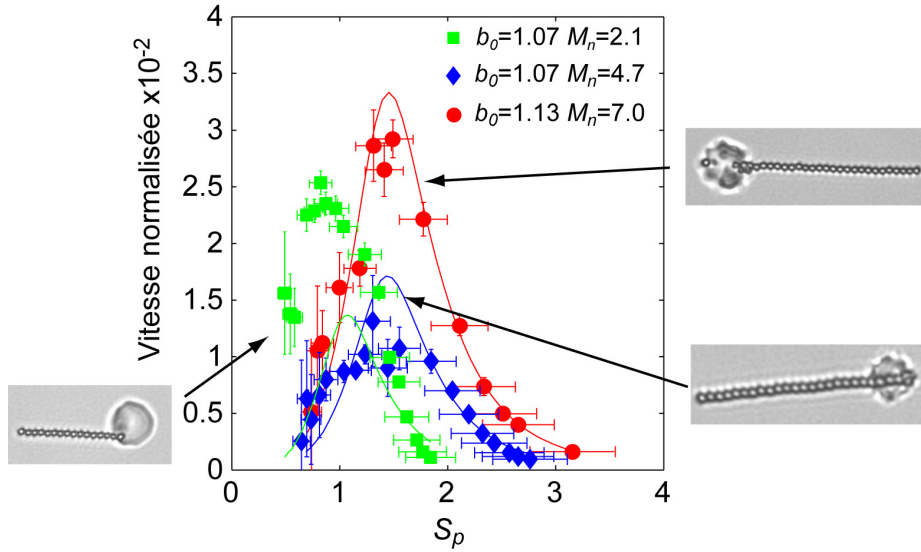 Vitesse normalisée x10-2
4
3.5
3
2.5
2
1.5
1
0.5
0
0 1 2 3 4
Sp
b0=1.07 Mn=2.1
b0=1.07 Mn=4.7
b0=1.13 Mn=7.0